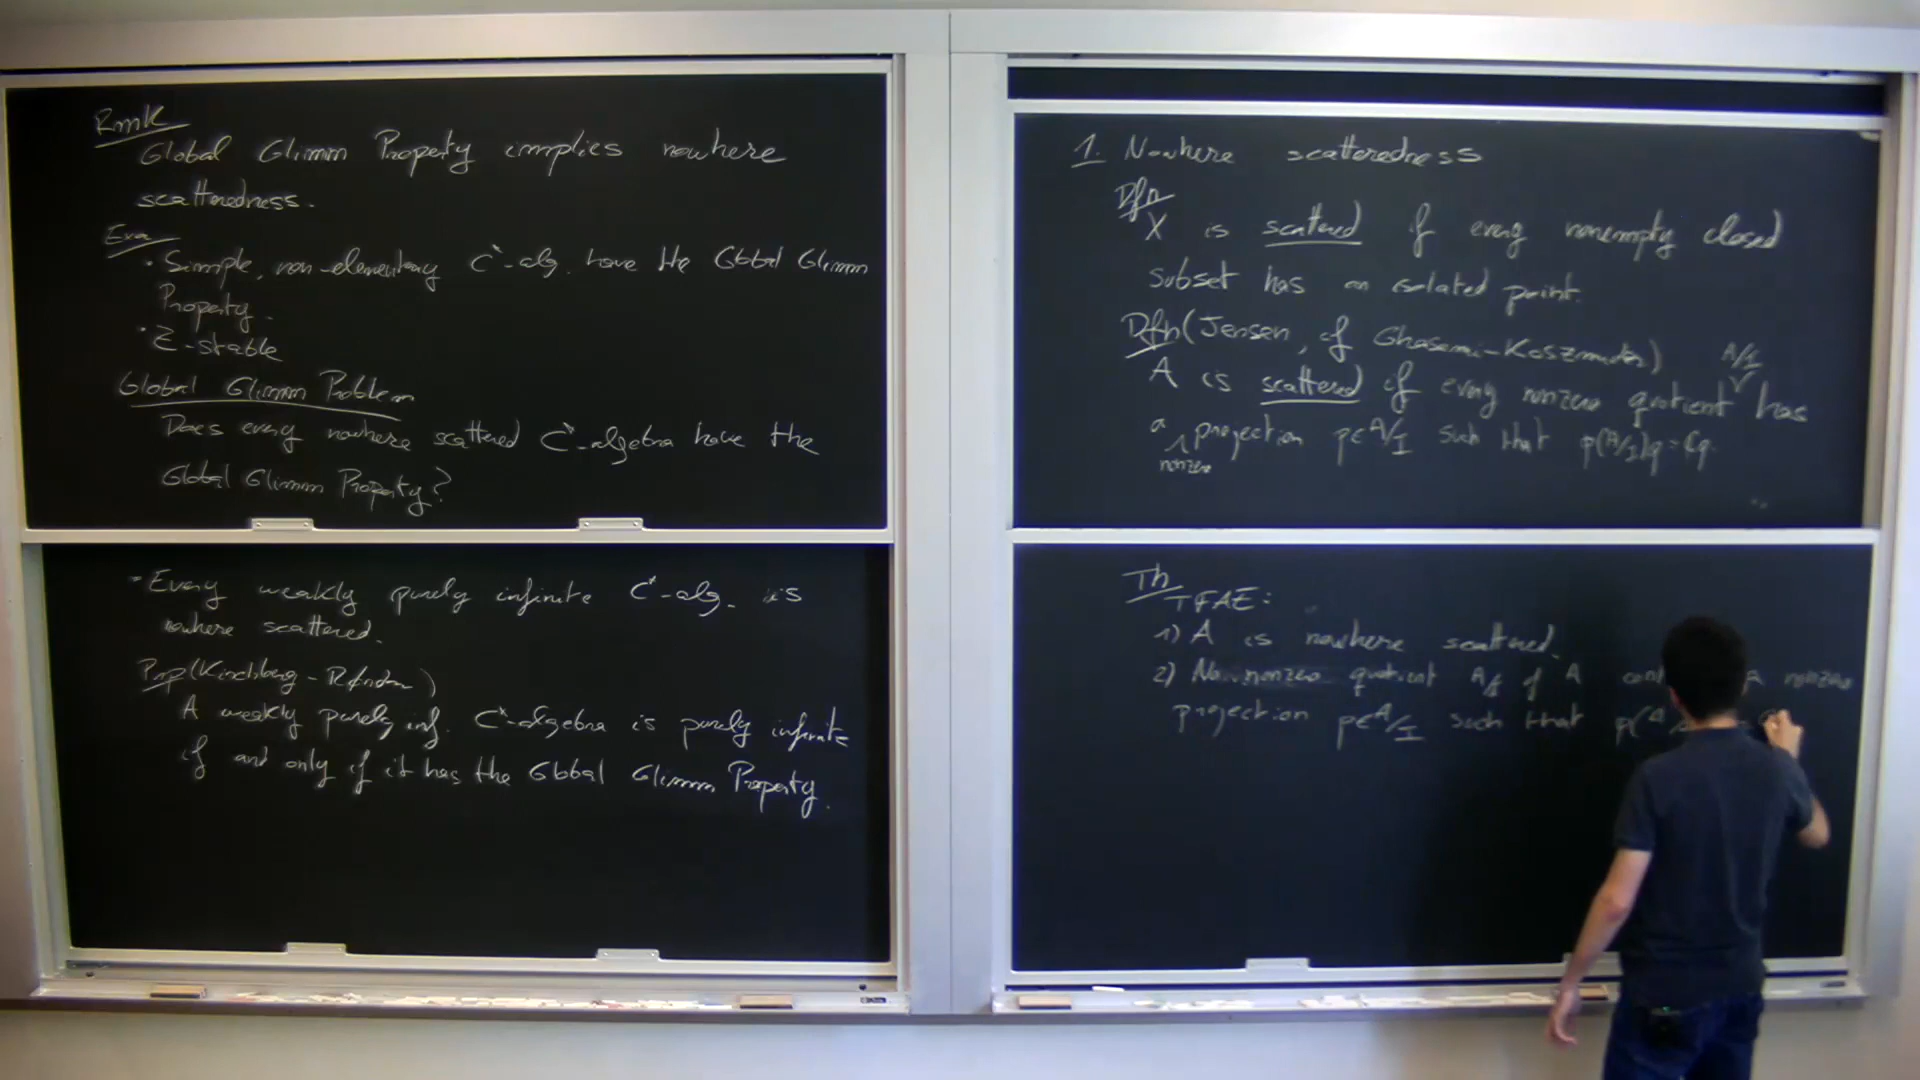 Rmk
Global Glimm Property implies nowhere
scatteredness.
Exa
· Simple, non-elementary C*-alg. have the Global Glimm
Property.
· Z-stable
Global Glimm Problem
Does every nowhere scattered C*-algebra have the
Global Glimm Property?
- Every weakly purely infinite C*-alg. is
nowhere scattered.
Prp (Kirchberg - Rørdam)
A weakly purely inf. C*-algebra is purely infinite
if and only if it has the Global Glimm Property.
1. Nowhere scatteredness
Dfn
X is scattered if every nonempty closed
subset has an isolated point.
Dfn (Jensen, cf Ghasemi-Koszmider)
A is scattered if every nonzero quotient A/I has
a nonzero projection p∈A/I such that p(A/I)p = ℂp.
Th
TFAE:
1) A is nowhere scattered.
2) No nonzero quotient A/I of A nonzero
projection p∈A/I such that